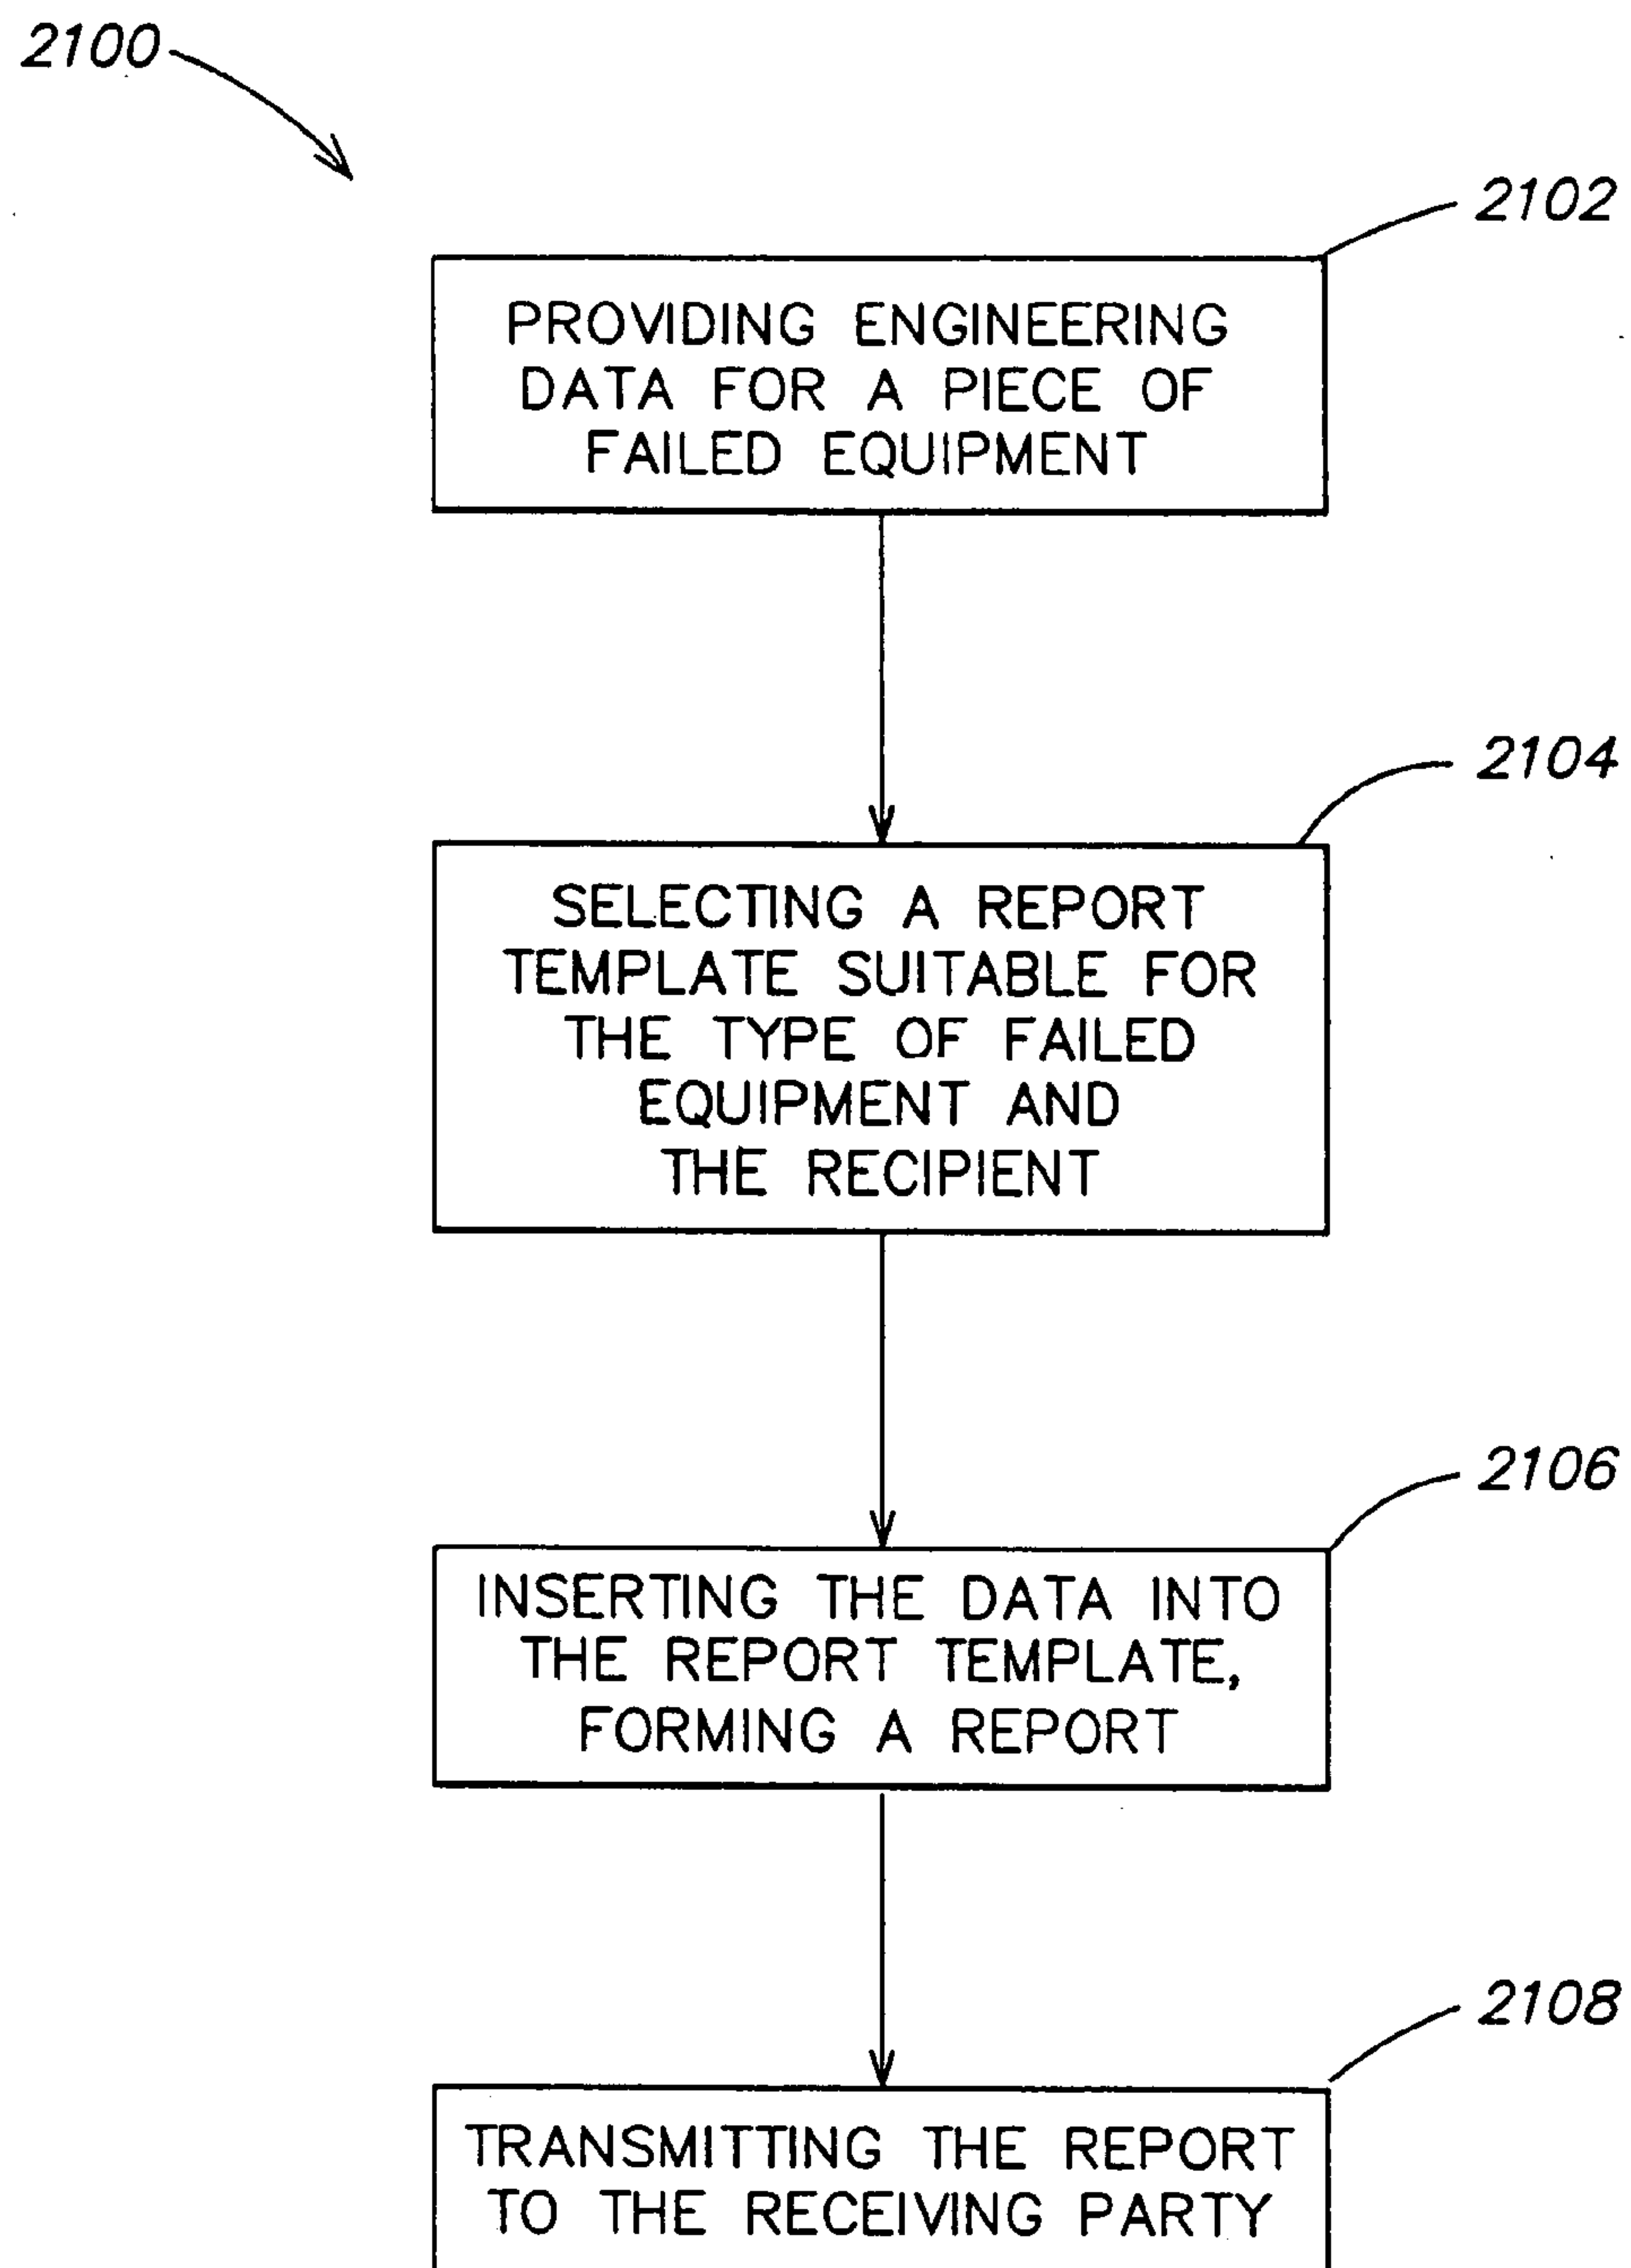 2100
2102
PROVIDING ENGINEERING
DATA FOR A PIECE OF
FAILED EQUIPMENT
2104
SELECTING A REPORT
TEMPLATE SUITABLE FOR
THE TYPE OF FAILED
EQUIPMENT AND
THE RECIPIENT
2106
INSERTING THE DATA INTO
THE REPORT TEMPLATE,
FORMING A REPORT
2108
TRANSMITTING THE REPORT
TO THE RECEIVING PARTY